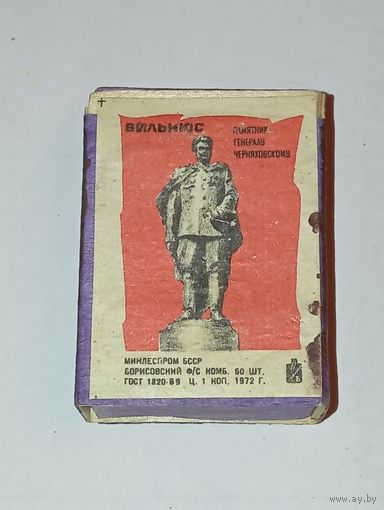 ВИЛЬНЮС
ПАМЯТНИК
ГЕНЕРАЛУ
ЧЕРНЯХОВСКОМУ
МИНЛЕСПРОМ БССР
БОРИСОВСКИЙ Ф/С КОМБ. 60 ШТ.
ГОСТ 1820-69 Ц. 1 КОП. 1972 Г.
www.ay.by